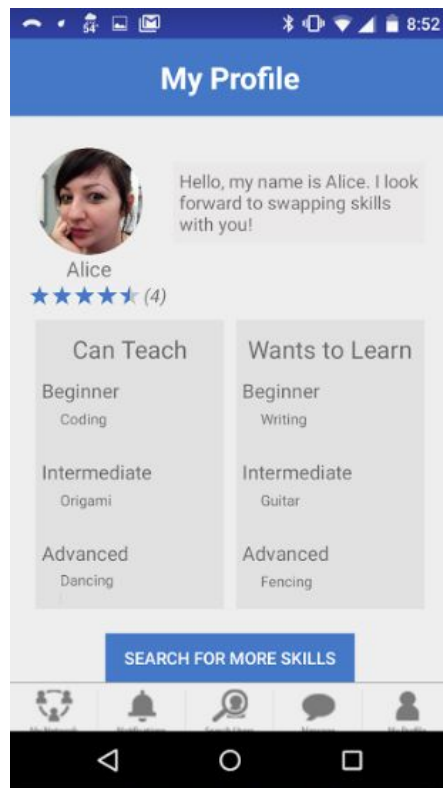 54°
8:52
My Profile
Hello, my name is Alice. I look
forward to swapping skills
with you!
Alice
(4)
Can Teach
Beginner
Coding
Intermediate
Origami
Advanced
Dancing
Wants to Learn
Beginner
Writing
Intermediate
Guitar
Advanced
Fencing
SEARCH FOR MORE SKILLS